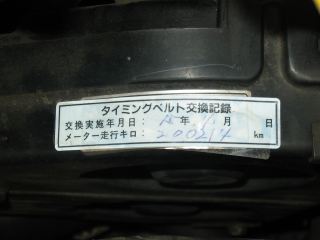 タイミングベルト交換記録
交換実施年月日： 年 月 日
メーター走行キロ： 200214 km